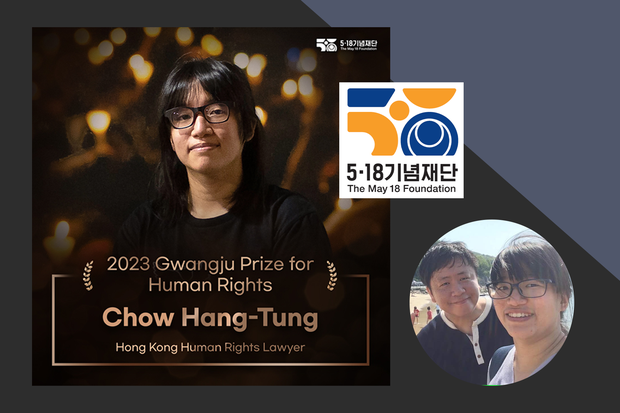 5·18기념재단
The May 18 Foundation
2023 Gwangju Prize for
Human Rights
Chow Hang-Tung
Hong Kong Human Rights Lawyer
5·18기념재단
The May 18 Foundation